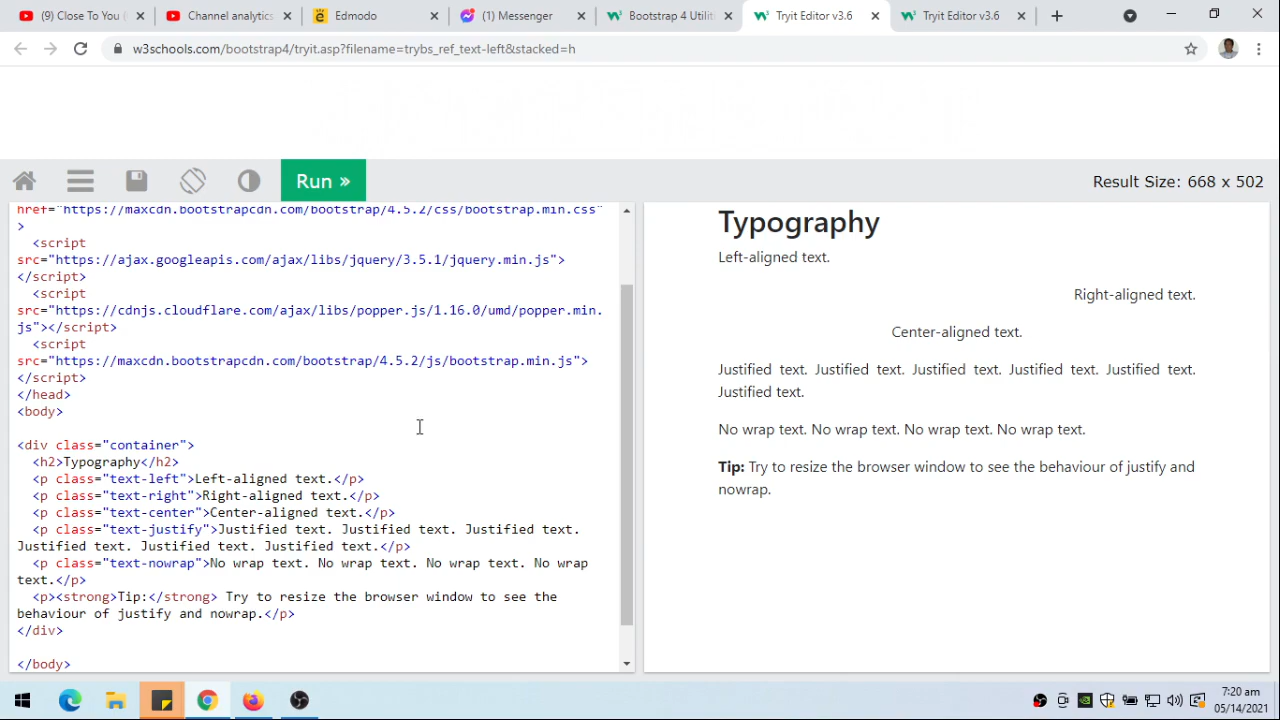 (9) Close To You (
Channel analytics
Edmodo
(1) Messenger
Bootstrap 4 Utilit
Tryit Editor v3.6
Tryit Editor v3.6
w3schools.com/bootstrap4/tryit.asp?filename=trybs_ref_text-left&stacked=h
Run »
Result Size: 668 x 502
href="https://maxcdn.bootstrapcdn.com/bootstrap/4.5.2/css/bootstrap.min.css"
>
<script
src="https://ajax.googleapis.com/ajax/libs/jquery/3.5.1/jquery.min.js">
</script>
<script
src="https://cdnjs.cloudflare.com/ajax/libs/popper.js/1.16.0/umd/popper.min.
js"></script>
<script
src="https://maxcdn.bootstrapcdn.com/bootstrap/4.5.2/js/bootstrap.min.js">
</script>
</head>
<body>
<div class="container">
<h2>Typography</h2>
<p class="text-left">Left-aligned text.</p>
<p class="text-right">Right-aligned text.</p>
<p class="text-center">Center-aligned text.</p>
<p class="text-justify">Justified text. Justified text. Justified text.
Justified text. Justified text. Justified text.</p>
<p class="text-nowrap">No wrap text. No wrap text. No wrap text. No wrap
text.</p>
<p><strong>Tip:</strong> Try to resize the browser window to see the
behaviour of justify and nowrap.</p>
</div>
</body>
Typography
Left-aligned text.
Right-aligned text.
Center-aligned text.
Justified text. Justified text. Justified text. Justified text. Justified text.
Justified text.
No wrap text. No wrap text. No wrap text. No wrap text.
Tip: Try to resize the browser window to see the behaviour of justify and
nowrap.
7:20 am
05/14/2021